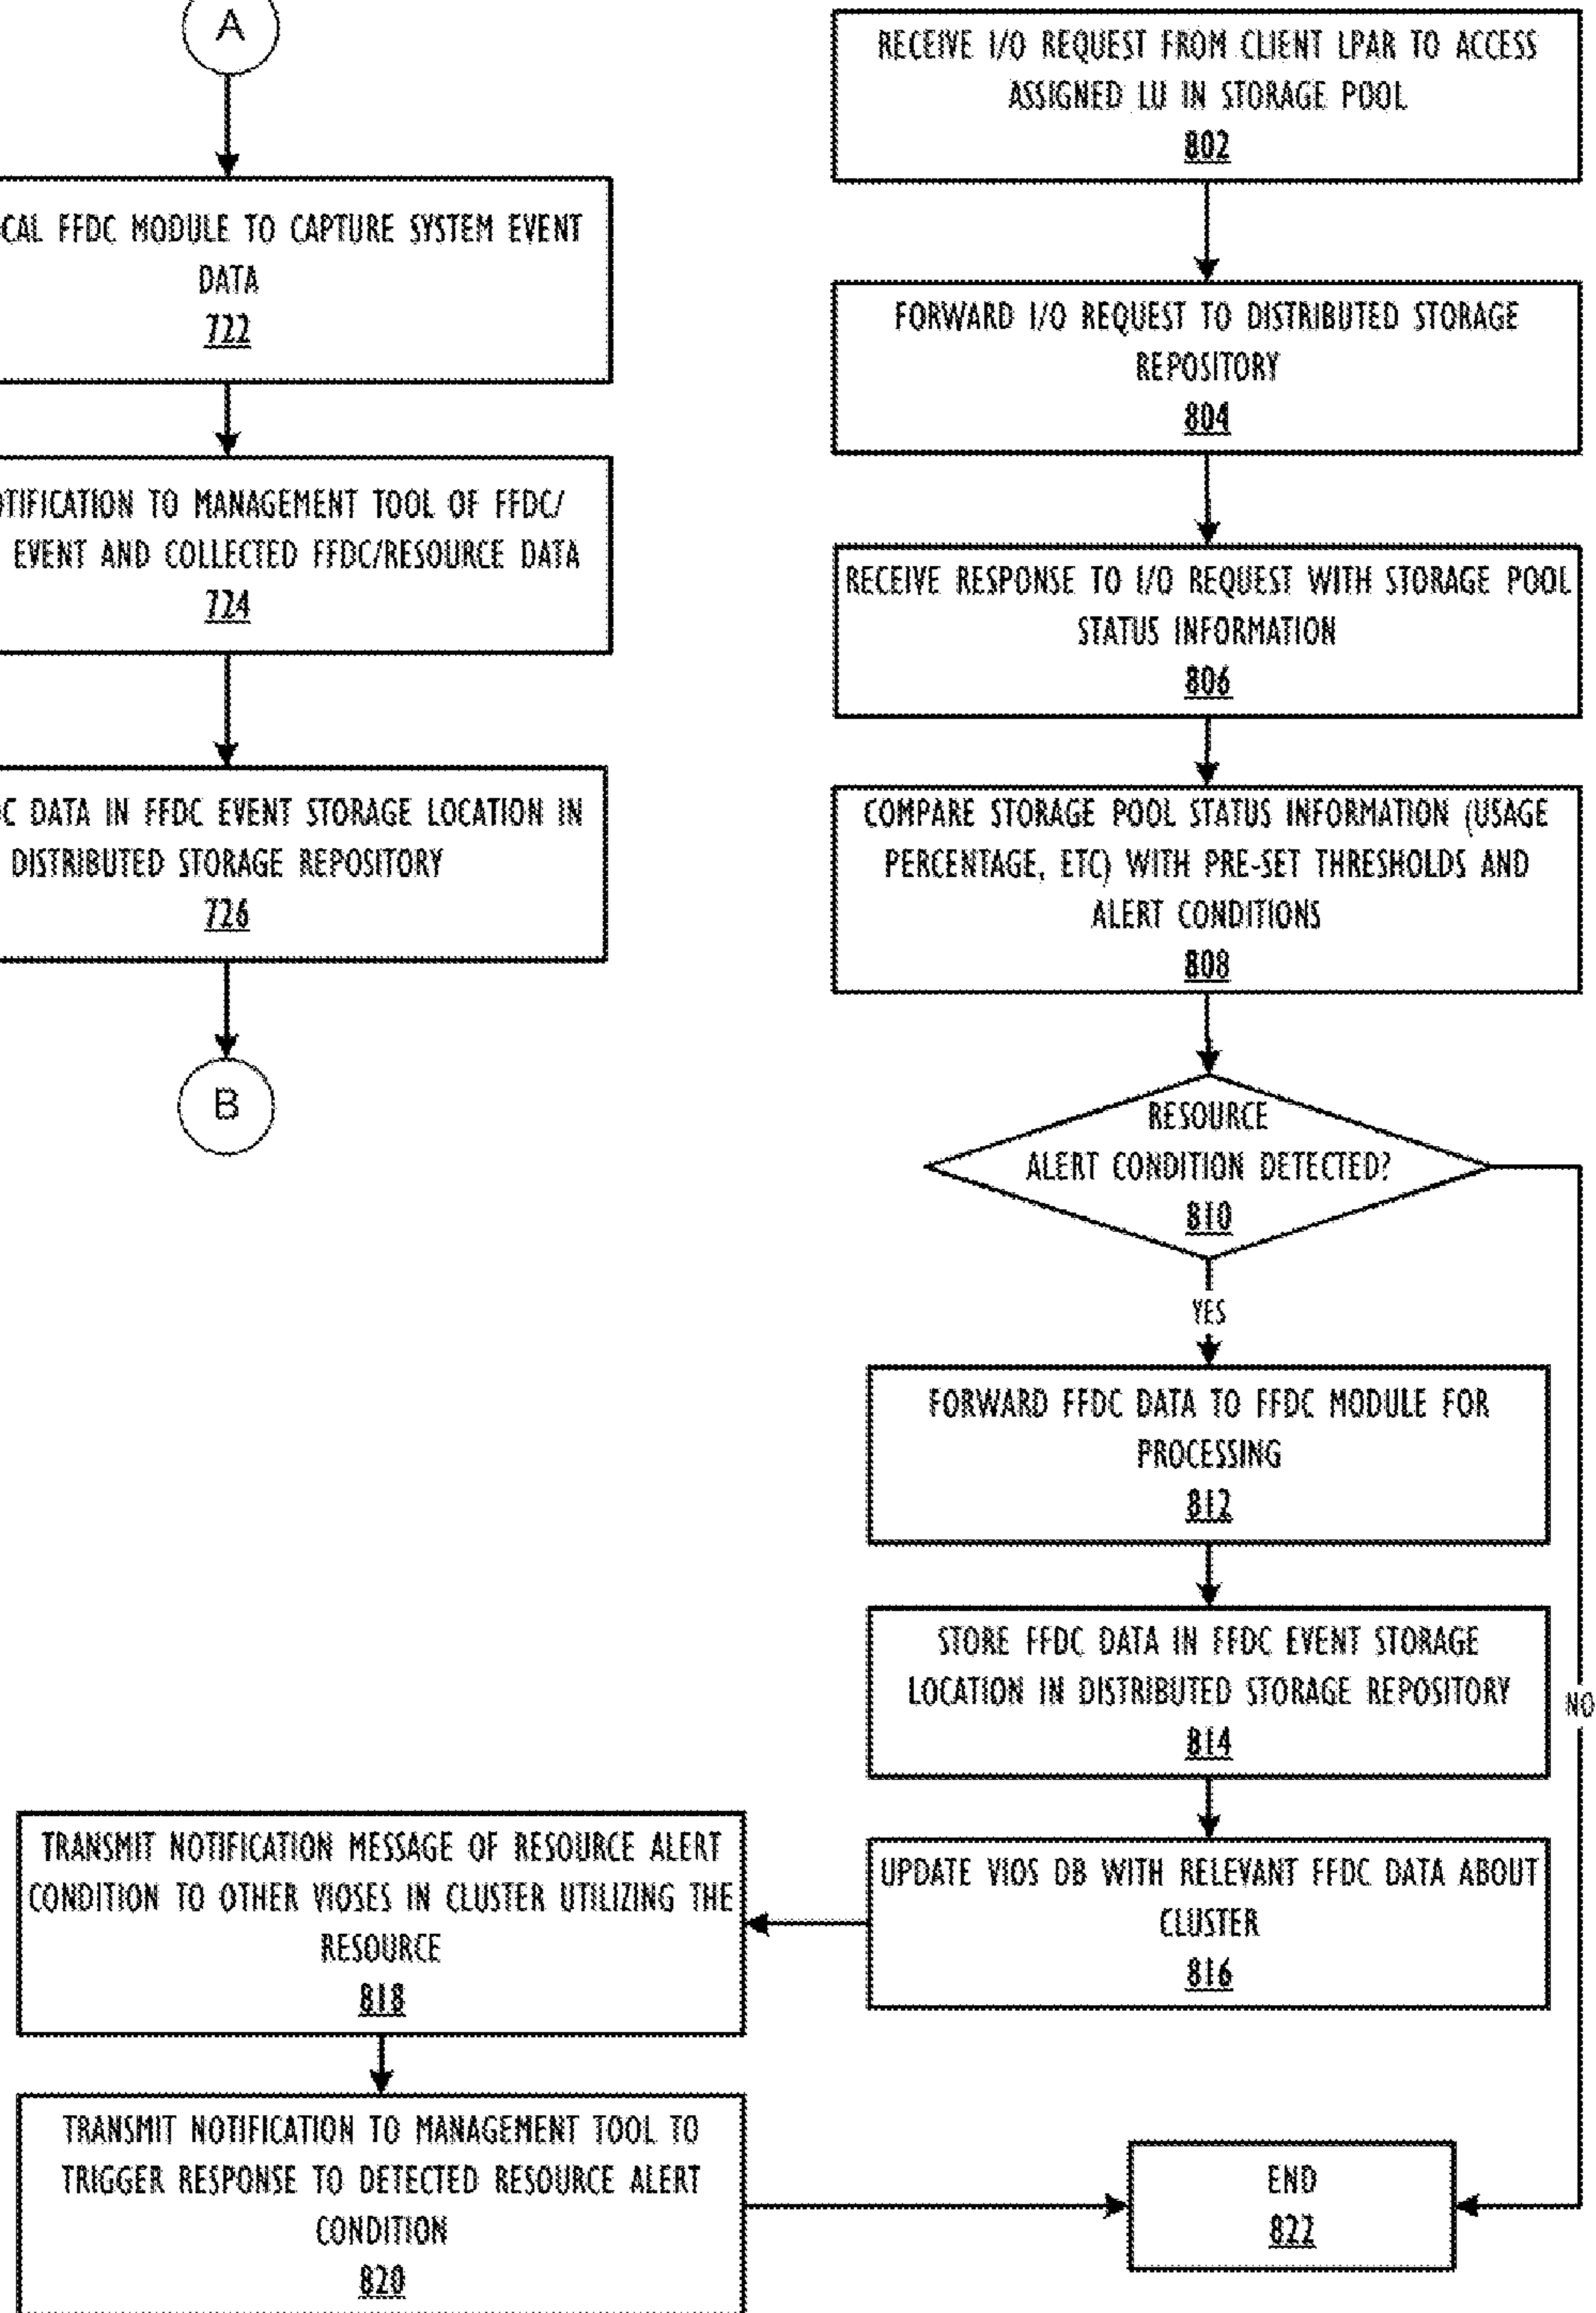 A
FFDC MODULE TO CAPTURE SYSTEM EVENT
DATA
722
TO MANAGEMENT TOOL OF FFDC/
EVENT AND COLLECTED FFDC/RESOURCE DATA
724
DATA IN FFDC EVENT STORAGE LOCATION IN
DISTRIBUTED STORAGE REPOSITORY
726
B
RECEIVE I/O REQUEST FROM CLIENT LPAR TO ACCESS
ASSIGNED LU IN STORAGE POOL
802
FORWARD I/O REQUEST TO DISTRIBUTED STORAGE
REPOSITORY
804
RECEIVE RESPONSE TO I/O REQUEST WITH STORAGE POOL
STATUS INFORMATION
806
COMPARE STORAGE POOL STATUS INFORMATION (USAGE
PERCENTAGE, ETC) WITH PRE-SET THRESHOLDS AND
ALERT CONDITIONS
808
RESOURCE
ALERT CONDITION DETECTED?
810
YES
NO
FORWARD FFDC DATA TO FFDC MODULE FOR
PROCESSING
812
STORE FFDC DATA IN FFDC EVENT STORAGE
LOCATION IN DISTRIBUTED STORAGE REPOSITORY
814
UPDATE VIOS DB WITH RELEVANT FFDC DATA ABOUT
CLUSTER
816
TRANSMIT NOTIFICATION MESSAGE OF RESOURCE ALERT
CONDITION TO OTHER VIOSES IN CLUSTER UTILIZING THE
RESOURCE
818
TRANSMIT NOTIFICATION TO MANAGEMENT TOOL TO
TRIGGER RESPONSE TO DETECTED RESOURCE ALERT
CONDITION
820
END
822